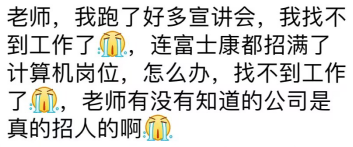 老师，我跑了好多宣讲会，我找不
到工作了😭，连富士康都招满了
计算机岗位，怎么办，找不到工作
了😭，老师有没有知道的公司是
真的招人的啊😭